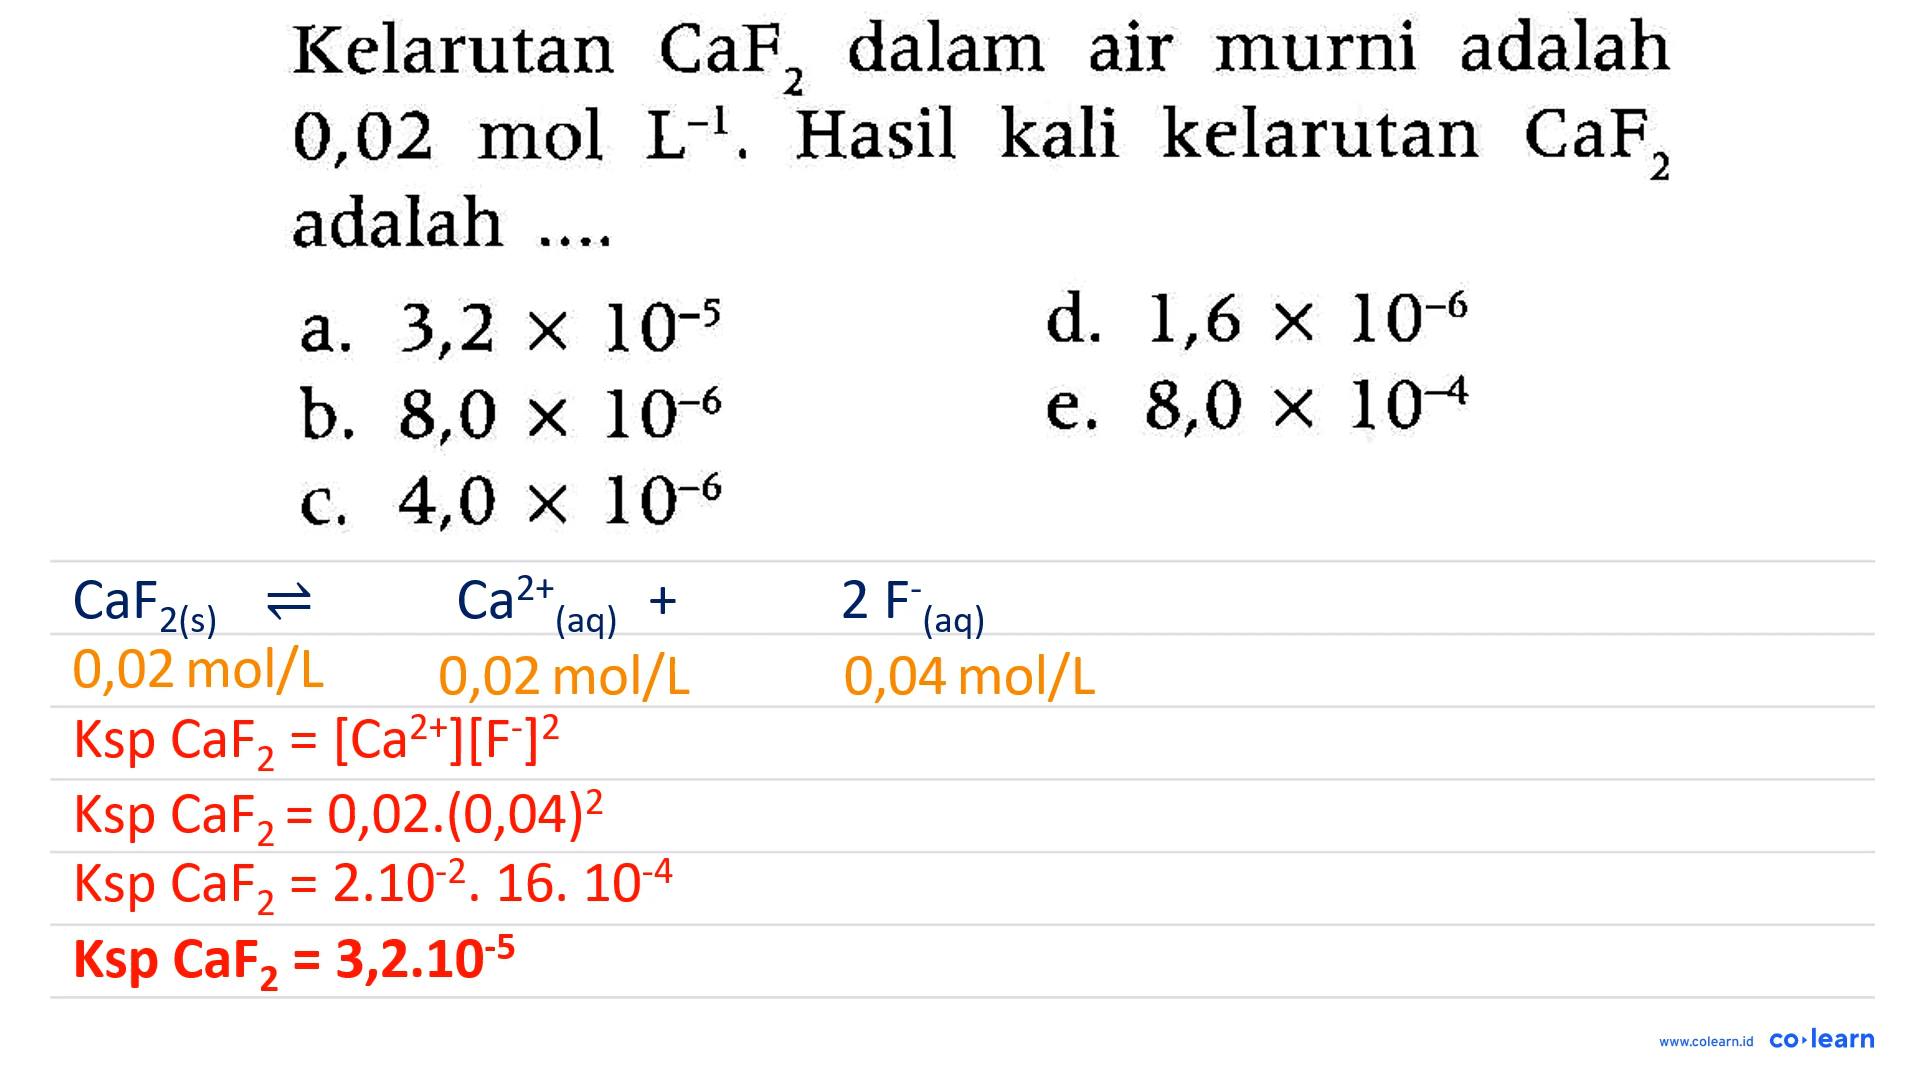 Kelarutan CaF₂ dalam air murni adalah
0,02 mol L⁻¹. Hasil kali kelarutan CaF₂
adalah ....
a. 3,2 × 10⁻⁵
b. 8,0 × 10⁻⁶
c. 4,0 × 10⁻⁶
d. 1,6 × 10⁻⁶
e. 8,0 × 10⁻⁴
CaF₂(s) ⇌ Ca²⁺(aq) + 2 F⁻(aq)
0,02 mol/L 0,02 mol/L 0,04 mol/L
Ksp CaF₂ = [Ca²⁺][F⁻]²
Ksp CaF₂ = 0,02.(0,04)²
Ksp CaF₂ = 2.10⁻². 16. 10⁻⁴
Ksp CaF₂ = 3,2.10⁻⁵
www.colearn.id co·learn